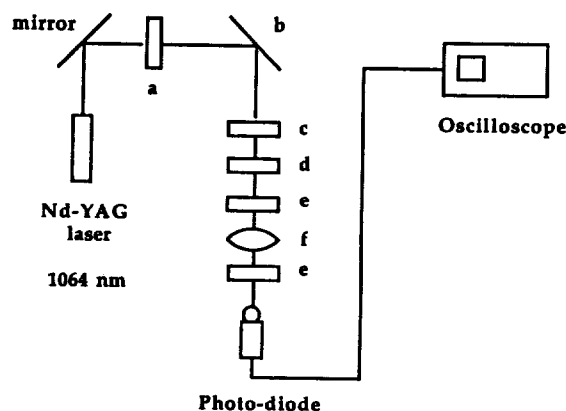 mirror
b
a
c
Oscilloscope
d
e
Nd-YAG
laser
f
1064 nm
e
Photo-diode